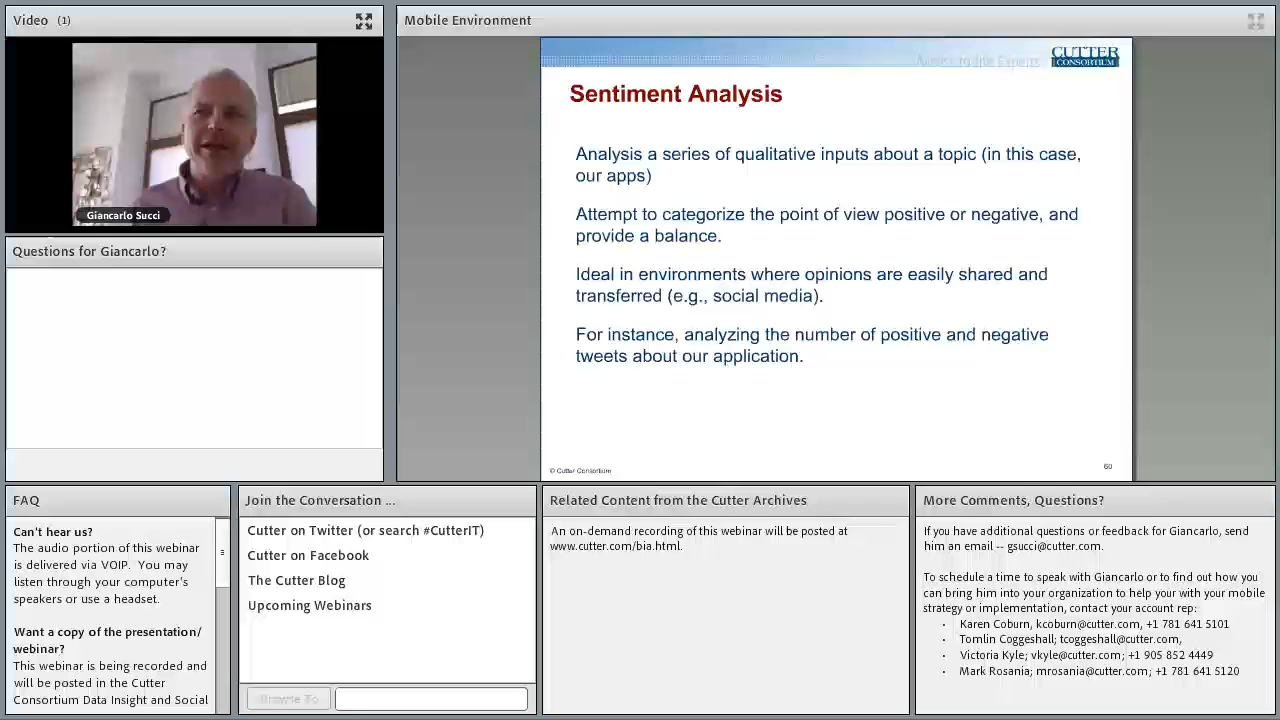 Video (1)
Giancarlo Succi
Questions for Giancarlo?
Mobile Environment
Access to the Experts
CUTTER
CONSORTIUM
Sentiment Analysis
Analysis a series of qualitative inputs about a topic (in this case,
our apps)
Attempt to categorize the point of view positive or negative, and
provide a balance.
Ideal in environments where opinions are easily shared and
transferred (e.g., social media).
For instance, analyzing the number of positive and negative
tweets about our application.
© Cutter Consortium
60
FAQ
Can't hear us?
The audio portion of this webinar
is delivered via VOIP. You may
listen through your computer's
speakers or use a headset.
Want a copy of the presentation/
webinar?
This webinar is being recorded and
will be posted in the Cutter
Consortium Data Insight and Social
Join the Conversation ...
Cutter on Twitter (or search #CutterIT)
Cutter on Facebook
The Cutter Blog
Upcoming Webinars
Browse To
Related Content from the Cutter Archives
An on-demand recording of this webinar will be posted at
www.cutter.com/bia.html.
More Comments, Questions?
If you have additional questions or feedback for Giancarlo, send
him an email -- gsucci@cutter.com.
To schedule a time to speak with Giancarlo or to find out how you
can bring him into your organization to help your with your mobile
strategy or implementation, contact your account rep:
· Karen Coburn, kcoburn@cutter.com, +1 781 641 5101
· Tomlin Coggeshall; tcoggeshall@cutter.com,
· Victoria Kyle; vkyle@cutter.com; +1 905 852 4449
· Mark Rosania; mrosania@cutter.com; +1 781 641 5120